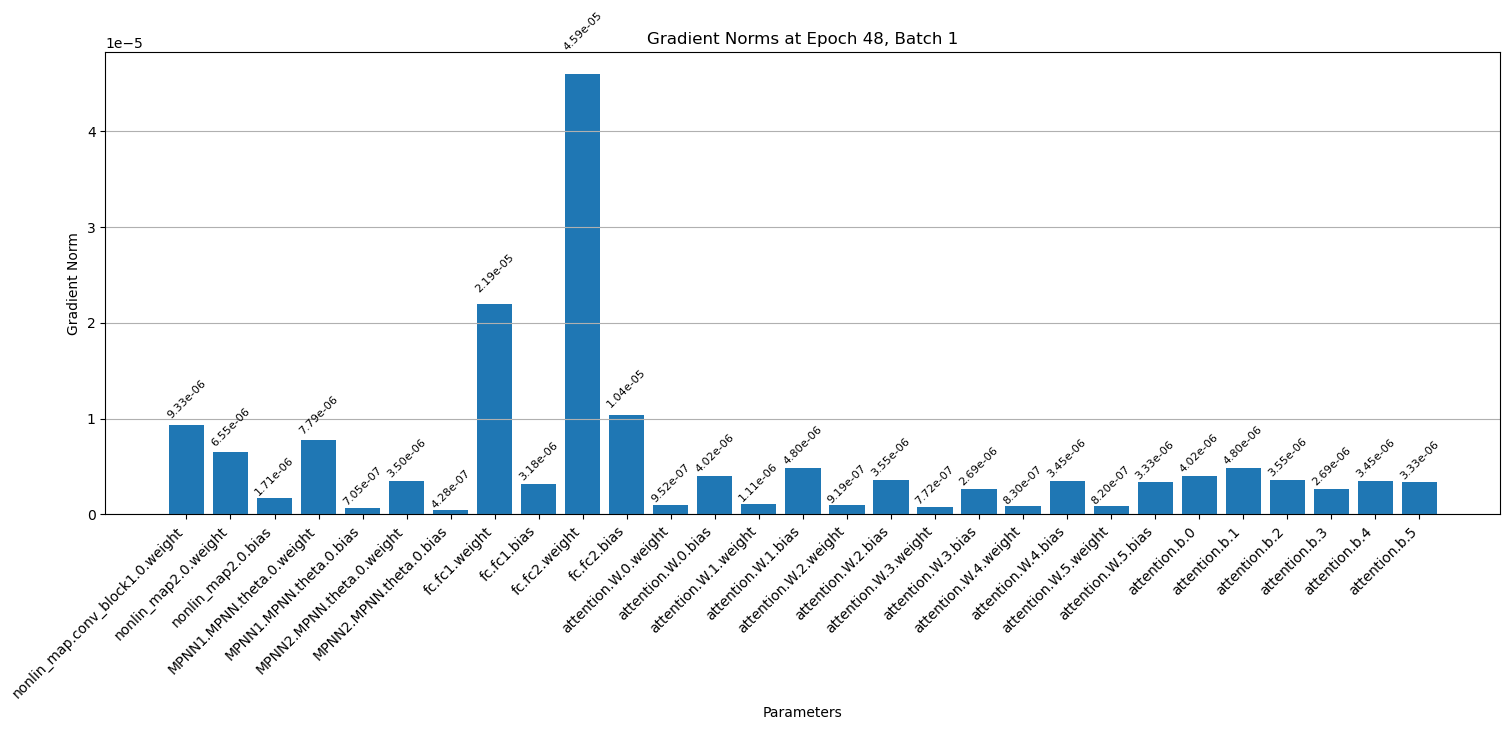 Gradient Norms at Epoch 48, Batch 1
1e−5
Gradient Norm
4
3
2
1
0
9.33e-06
6.55e-06
1.71e-06
7.79e-06
7.05e-07
3.50e-06
4.28e-07
2.19e-05
3.18e-06
4.59e-05
1.04e-05
9.52e-07
4.02e-06
1.11e-06
4.80e-06
9.19e-07
3.55e-06
7.72e-07
2.69e-06
8.30e-07
3.45e-06
8.20e-07
3.33e-06
4.02e-06
4.80e-06
3.55e-06
2.69e-06
3.45e-06
3.33e-06
nonlin_map.conv_block1.0.weight
nonlin_map2.0.weight
nonlin_map2.0.bias
MPNN1.MPNN.theta.0.weight
MPNN1.MPNN.theta.0.bias
MPNN2.MPNN.theta.0.weight
MPNN2.MPNN.theta.0.bias
fc.fc1.weight
fc.fc1.bias
fc.fc2.weight
fc.fc2.bias
attention.W.0.weight
attention.W.0.bias
attention.W.1.weight
attention.W.1.bias
attention.W.2.weight
attention.W.2.bias
attention.W.3.weight
attention.W.3.bias
attention.W.4.weight
attention.W.4.bias
attention.W.5.weight
attention.W.5.bias
attention.b.0
attention.b.1
attention.b.2
attention.b.3
attention.b.4
attention.b.5
Parameters